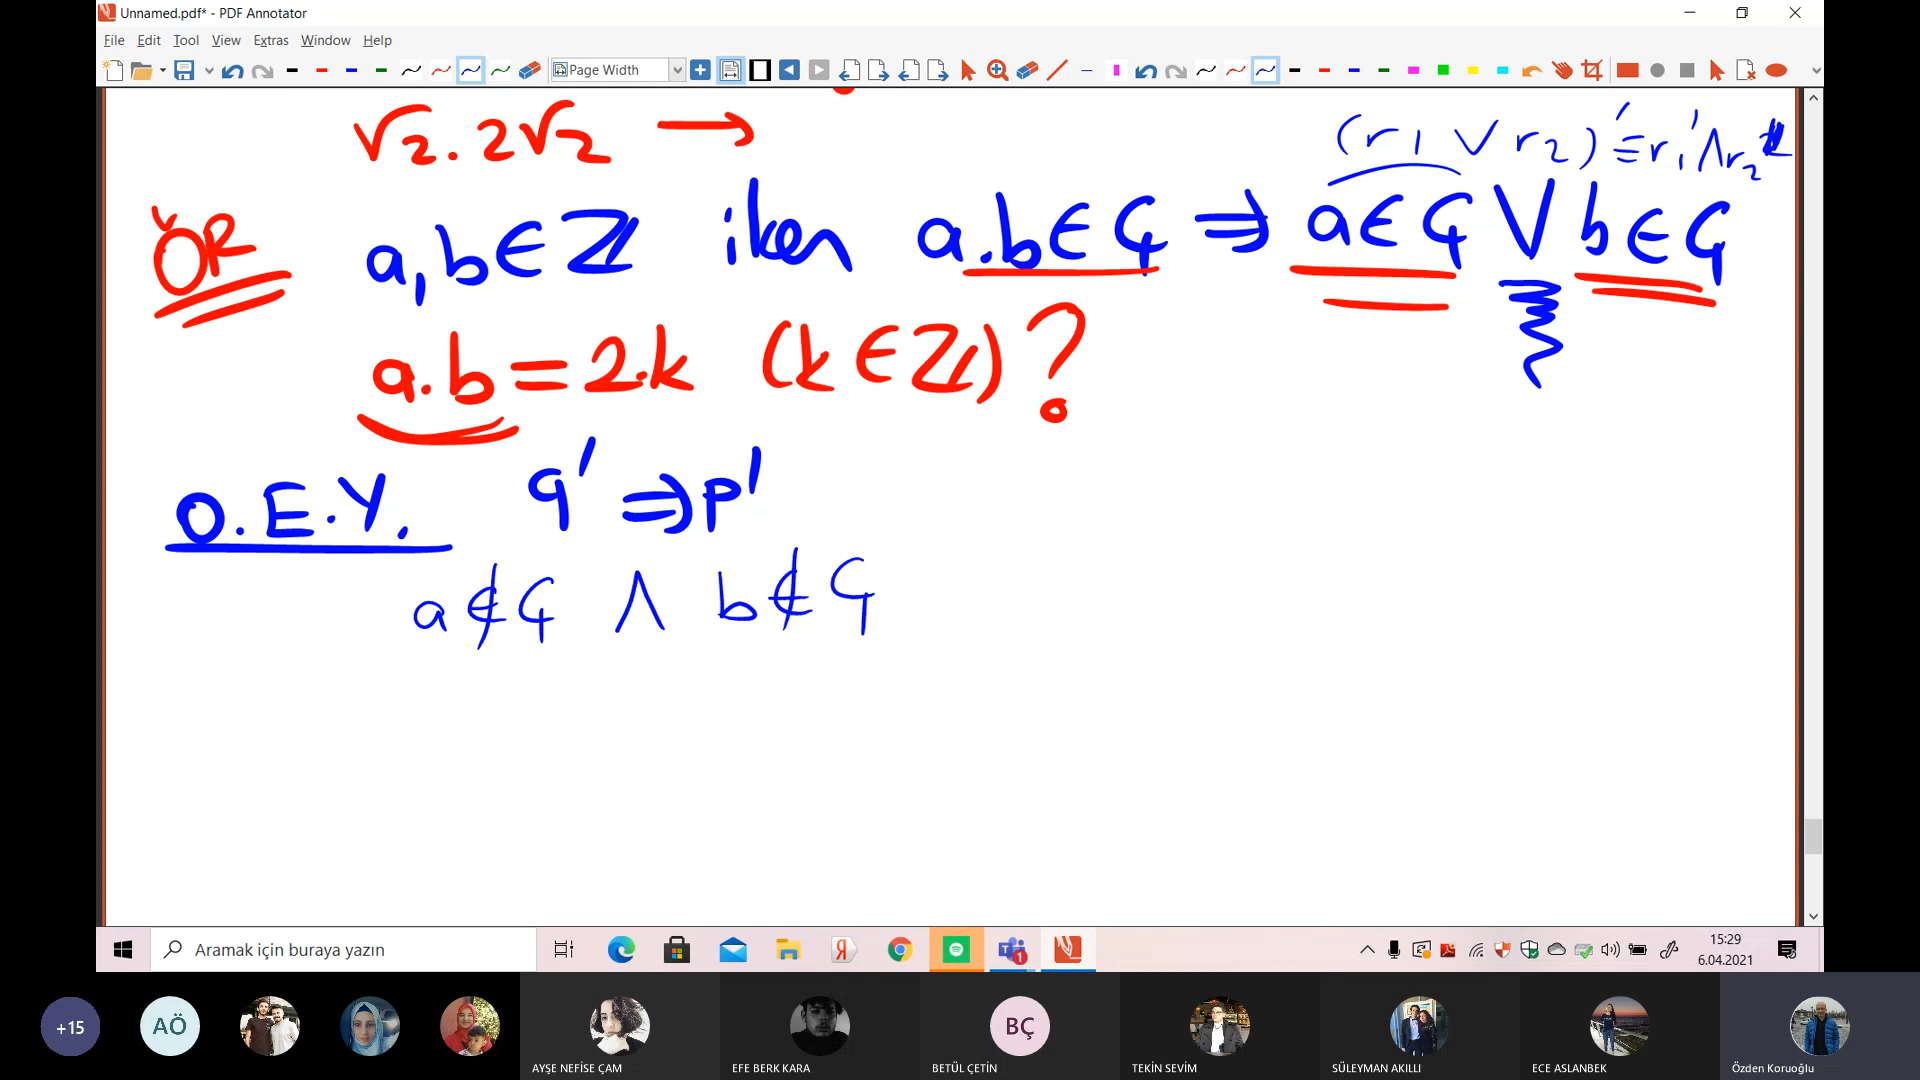 Unnamed.pdf* - PDF Annotator
File Edit Tool View Extras Window Help
Page Width
√2 . 2√2 →
(r1 ∨ r2)' ≡ r1' ∧ r2'
ÖR a,b ∈ Z iken a.b ∈ Ç ⇒ a ∈ Ç ∨ b ∈ Ç
a.b = 2.k (k ∈ Z) ?
O.E.Y. q' ⇒ p'
a ∉ Ç ∧ b ∉ Ç
Aramak için buraya yazın
1
15:29
6.04.2021
+15
AÖ
BÇ
AYŞE NEFİSE ÇAM
EFE BERK KARA
BETÜL ÇETİN
TEKİN SEVİM
SÜLEYMAN AKILLI
ECE ASLANBEK
Özden Koruoğlu